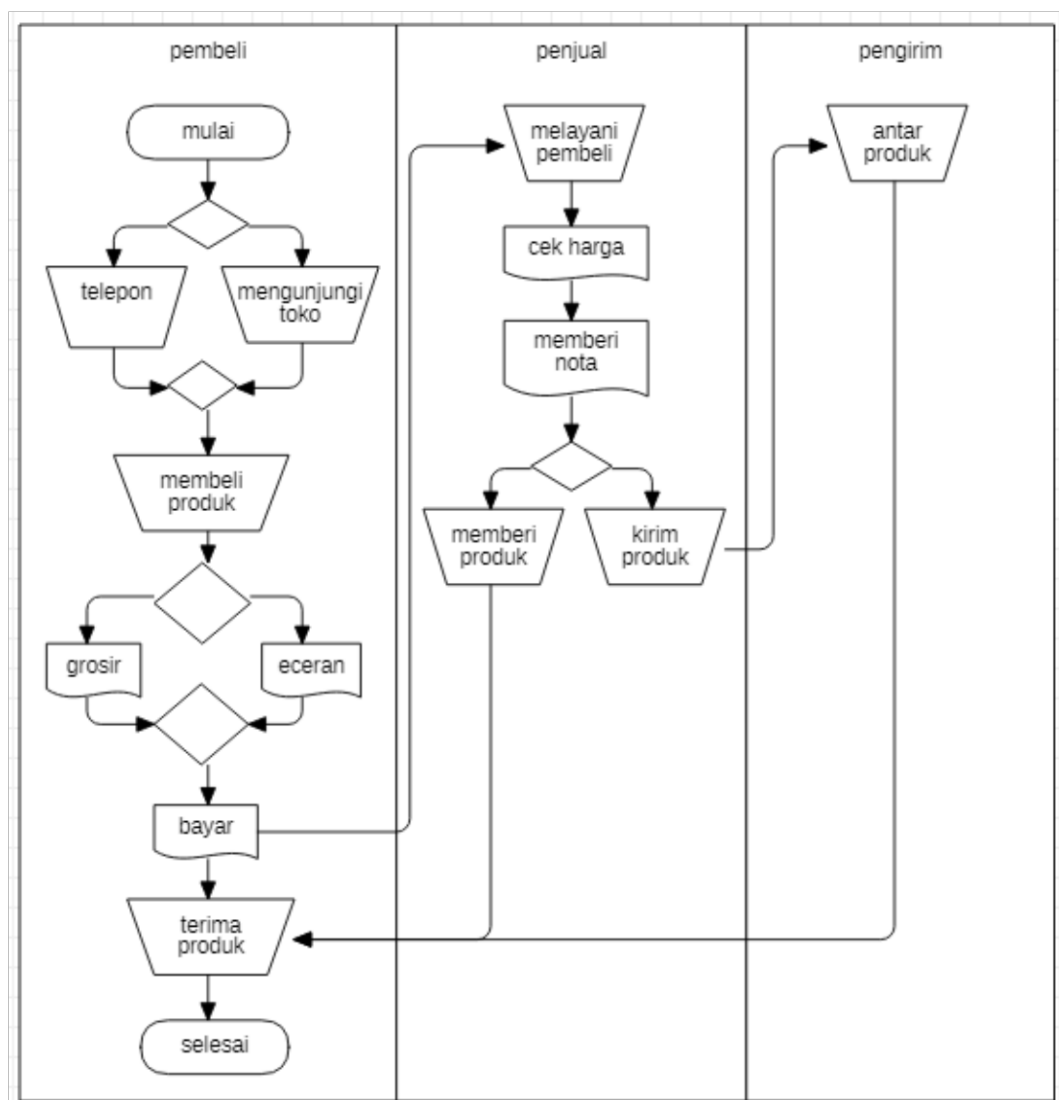 pembeli
mulai
telepon
mengunjungi
toko
membeli
produk
grosir
eceran
bayar
terima
produk
selesai
penjual
melayani
pembeli
cek harga
memberi
nota
memberi
produk
kirim
produk
pengirim
antar
produk